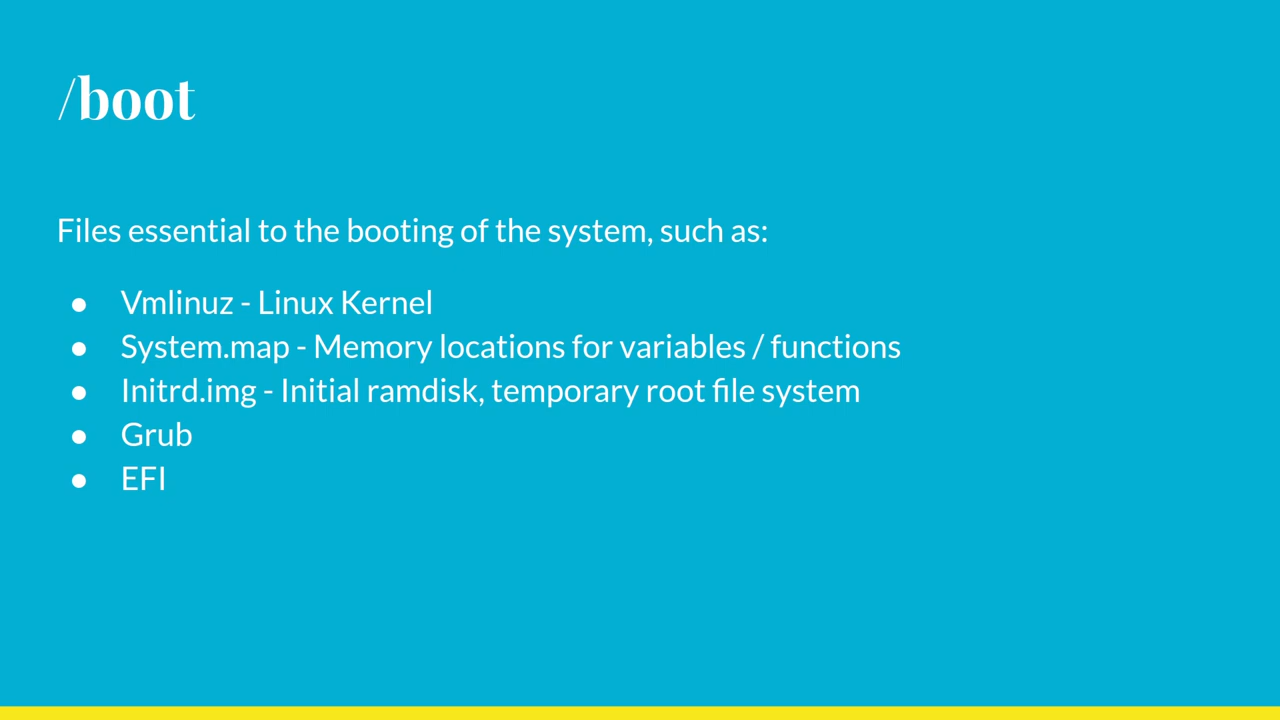 /boot
Files essential to the booting of the system, such as:
● Vmlinuz - Linux Kernel
● System.map - Memory locations for variables / functions
● Initrd.img - Initial ramdisk, temporary root file system
● Grub
● EFI